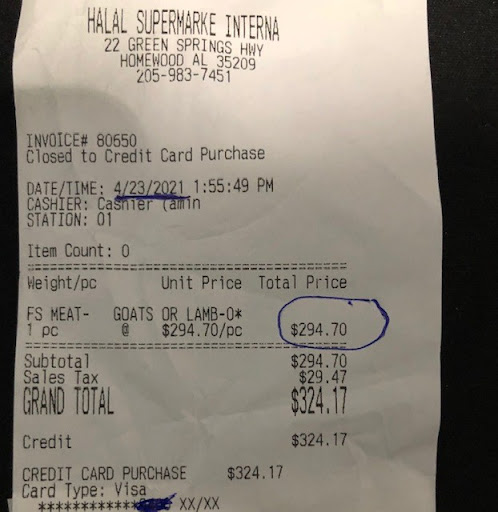 HALAL SUPERMARKE INTERNA
22 GREEN SPRINGS HWY
HOMEWOOD AL 35209
205-983-7451
INVOICE# 80650
Closed to Credit Card Purchase
DATE/TIME: 4/23/2021 1:55:49 PM
CASHIER: Cashier (amin
STATION: 01
Item Count: 0
Weight/pc Unit Price Total Price
FS MEAT- GOATS OR LAMB-O*
1 pc @ $294.70/pc $294.70
Subtotal $294.70
Sales Tax $29.47
GRAND TOTAL $324.17
Credit $324.17
CREDIT CARD PURCHASE $324.17
Card Type: Visa
************ XX/XX